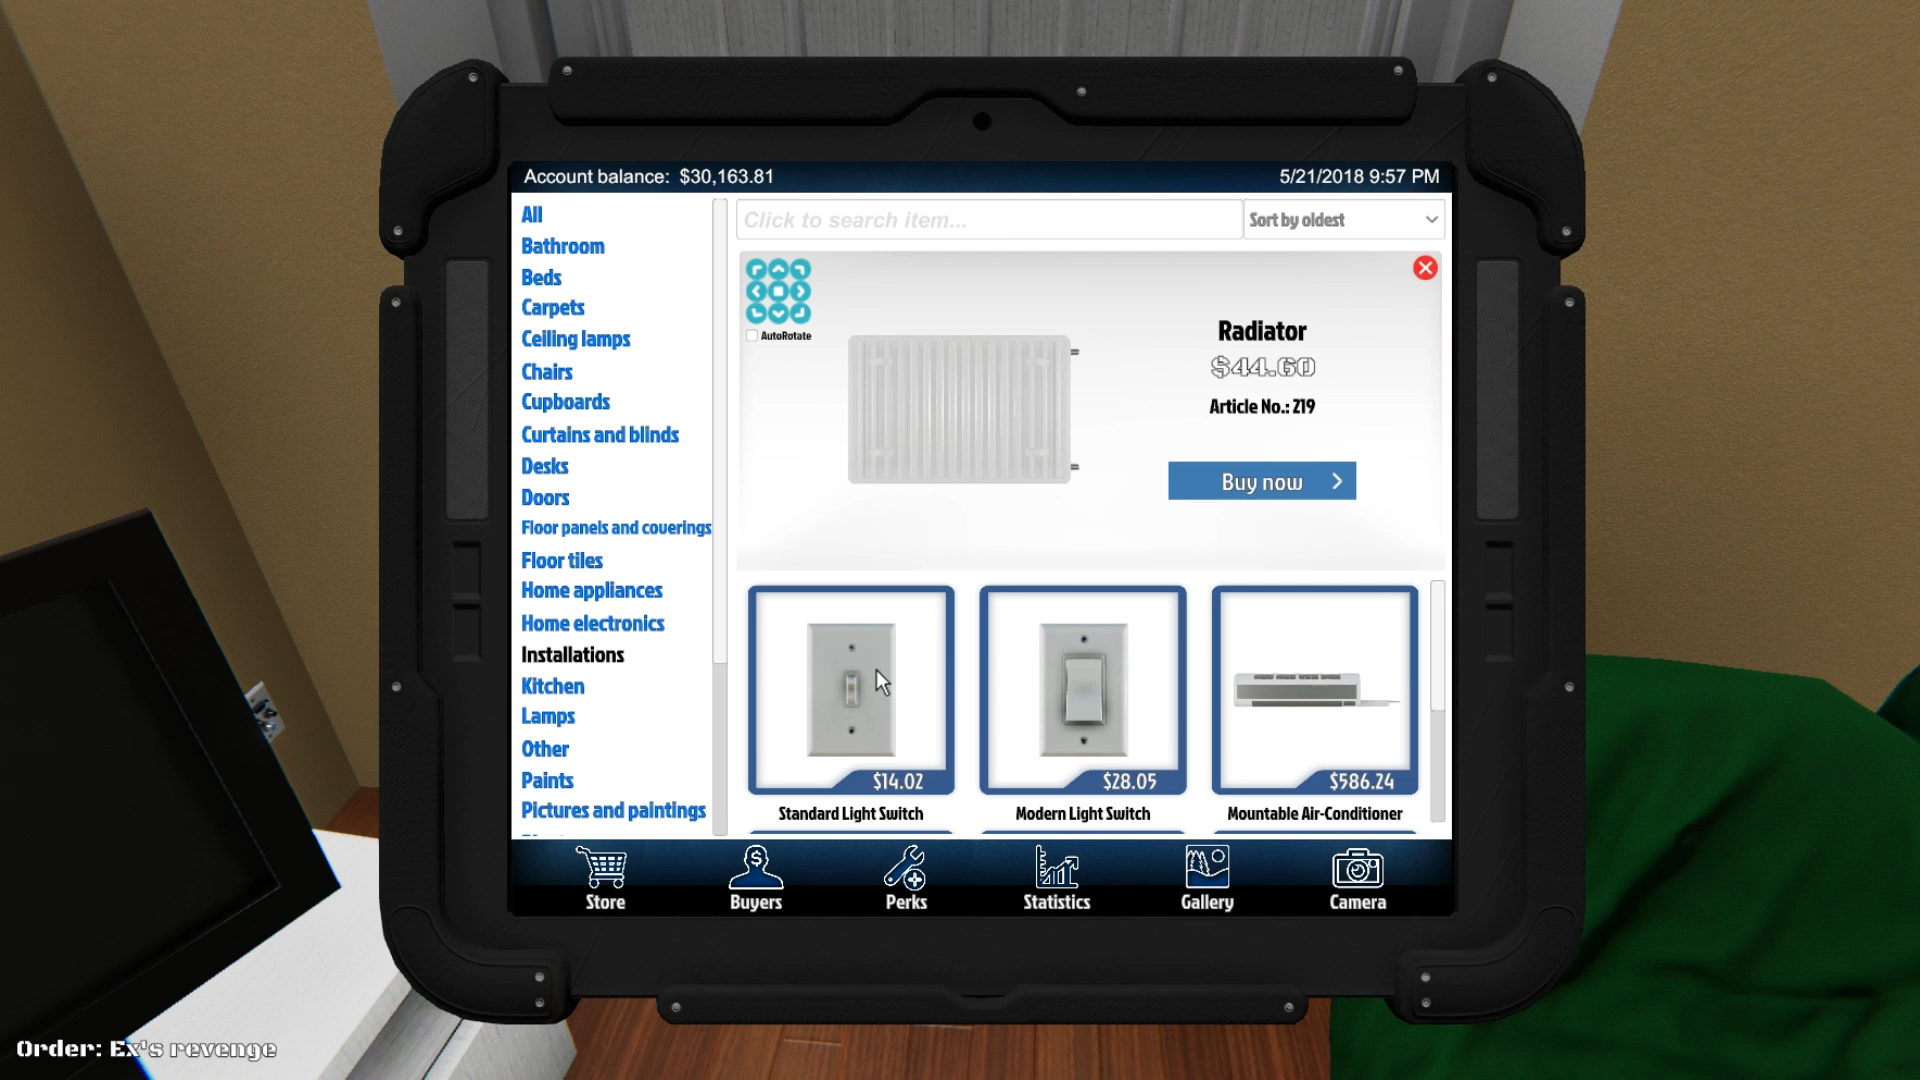 Account balance: $30,163.81
5/21/2018 9:57 PM
All
Bathroom
Beds
Carpets
Ceiling lamps
Chairs
Cupboards
Curtains and blinds
Desks
Doors
Floor panels and coverings
Floor tiles
Home appliances
Home electronics
Installations
Kitchen
Lamps
Other
Paints
Pictures and paintings
Click to search item...
Sort by oldest
AutoRotate
Radiator
$44.60
Article No.: 219
Buy now
$14.02
Standard Light Switch
$28.05
Modern Light Switch
$586.24
Mountable Air-Conditioner
Store
Buyers
Perks
Statistics
Gallery
Camera
Order: Ex's revenge